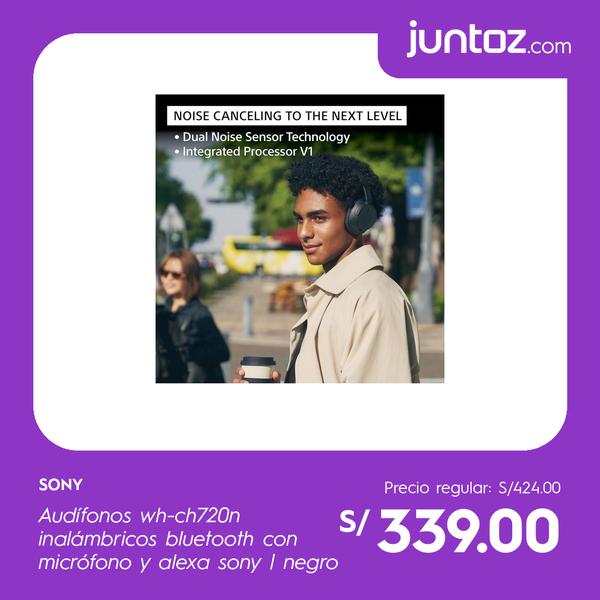 juntoz.com
NOISE CANCELING TO THE NEXT LEVEL
• Dual Noise Sensor Technology
• Integrated Processor V1
SONY
Audífonos wh-ch720n
inalámbricos bluetooth con
micrófono y alexa sony | negro
Precio regular: S/424.00
S/ 339.00